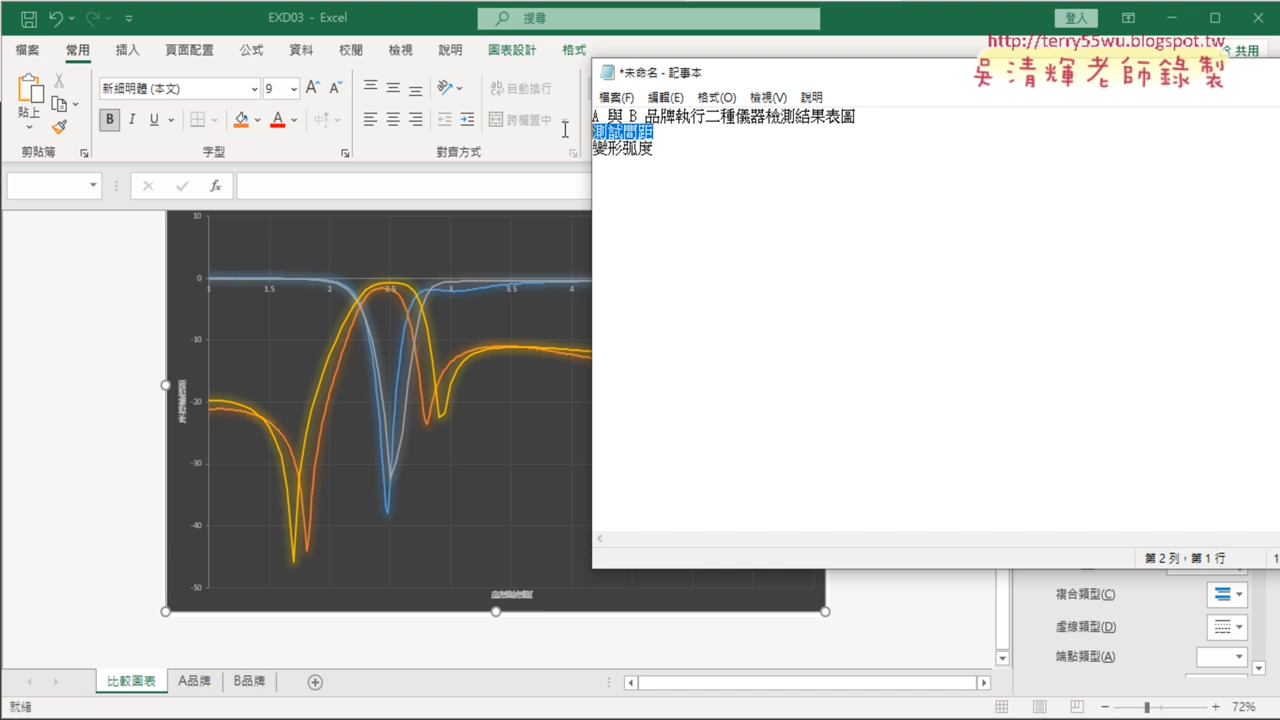 EXD03 - Excel
搜尋
登入
檔案 常用 插入 頁面配置 公式 資料 校閱 檢視 說明 圖表設計 格式
共用
http://terry55wu.blogspot.tw
吳清輝老師錄製
貼上
新細明體 (本文) 9
B I U A
自動換行
跨欄置中
剪貼簿 字型 對齊方式
fx
*未命名 - 記事本
檔案(F) 編輯(E) 格式(O) 檢視(V) 說明
A 與 B 品牌執行二種儀器檢測結果表圖
測試間距
變形弧度
第 2 列，第 1 行
10
0
1 1.5 2 2.5 3 3.5 4
-10
-20
-30
-40
-50
複合類型(C)
虛線類型(D)
端點類型(A)
比較圖表 A品牌 B品牌
就緒
72%